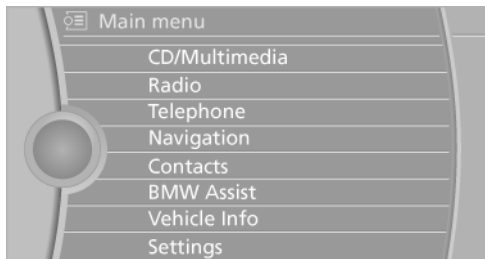 Main menu
CD/Multimedia
Radio
Telephone
Navigation
Contacts
BMW Assist
Vehicle Info
Settings